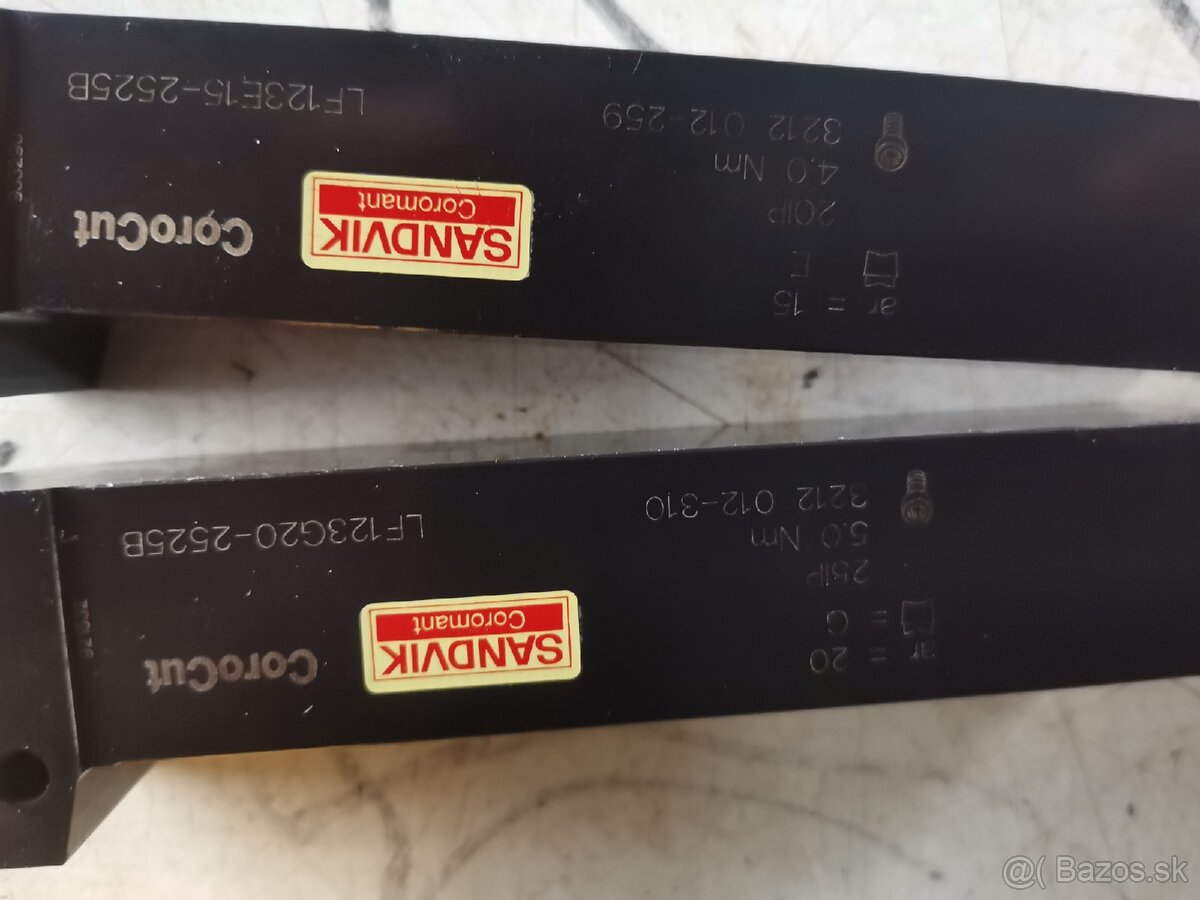 LF123E15-2525B
3212 012-259
4.0 Nm
20IP
E
ar = 15
SANDVIK
Coromant
CoroCut
LF123G20-2525B
3212 012-310
5.0 Nm
25IP
= G
ar = 20
SANDVIK
Coromant
CoroCut
@( Bazos.sk